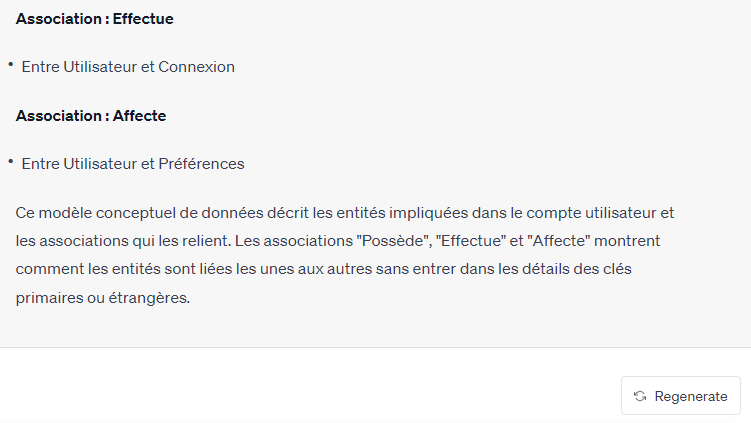 Association : Effectue
• Entre Utilisateur et Connexion
Association : Affecte
• Entre Utilisateur et Préférences
Ce modèle conceptuel de données décrit les entités impliquées dans le compte utilisateur et
les associations qui les relient. Les associations "Possède", "Effectue" et "Affecte" montrent
comment les entités sont liées les unes aux autres sans entrer dans les détails des clés
primaires ou étrangères.
Regenerate